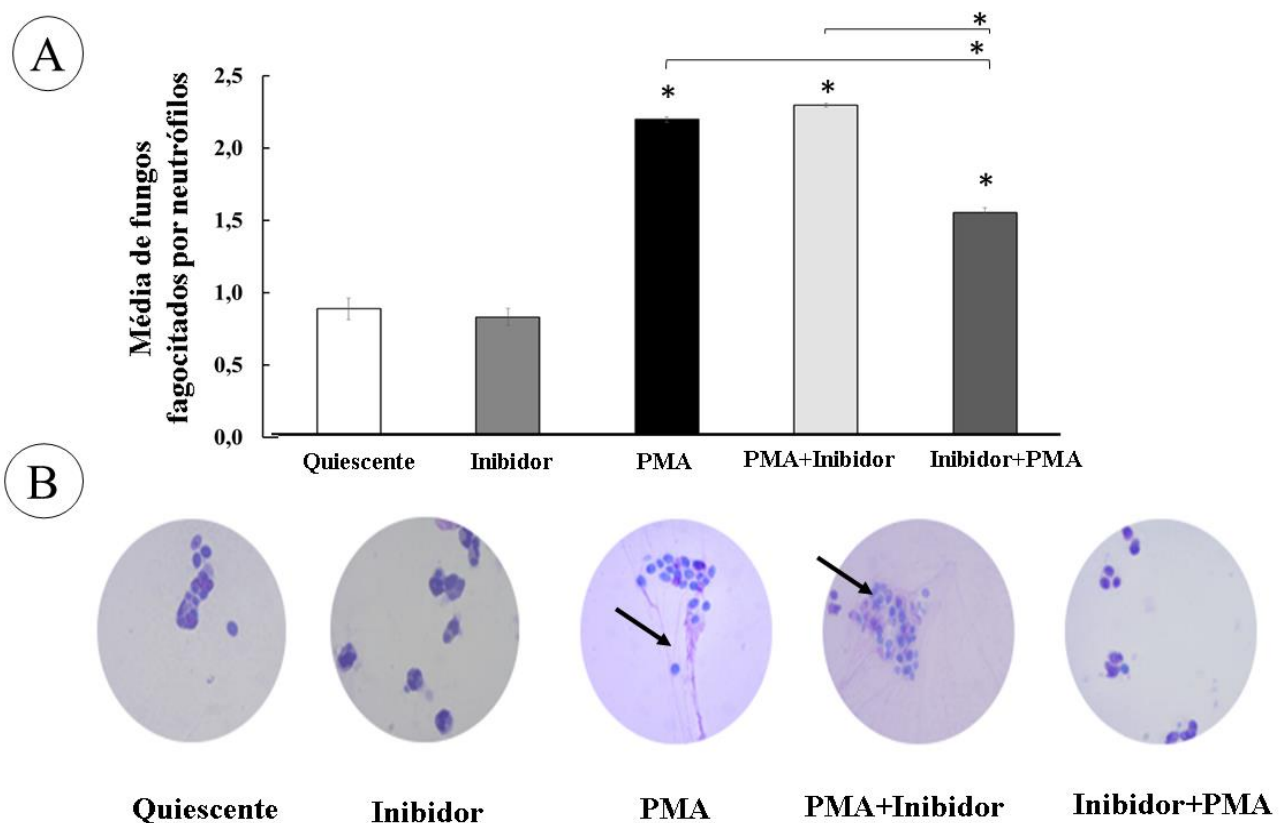 A
*
*
* *
*
Média de fungos
fagocitados por neutrófilos
2,5
2,0
1,5
1,0
0,5
0,0
Quiescente Inibidor PMA PMA+Inibidor Inibidor+PMA
B
Quiescente Inibidor PMA PMA+Inibidor Inibidor+PMA